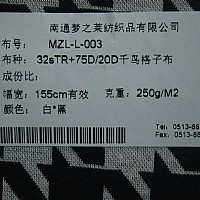 南通梦之莱纺织品有限公司
布号: MZL-L-003
布种: 32sTR+75D/20D千鸟格子布
成份比:
幅宽: 155cm有效 克重: 250g/M2
颜色: 白*黑
Tel: 0513-86
Fax: 0513-88